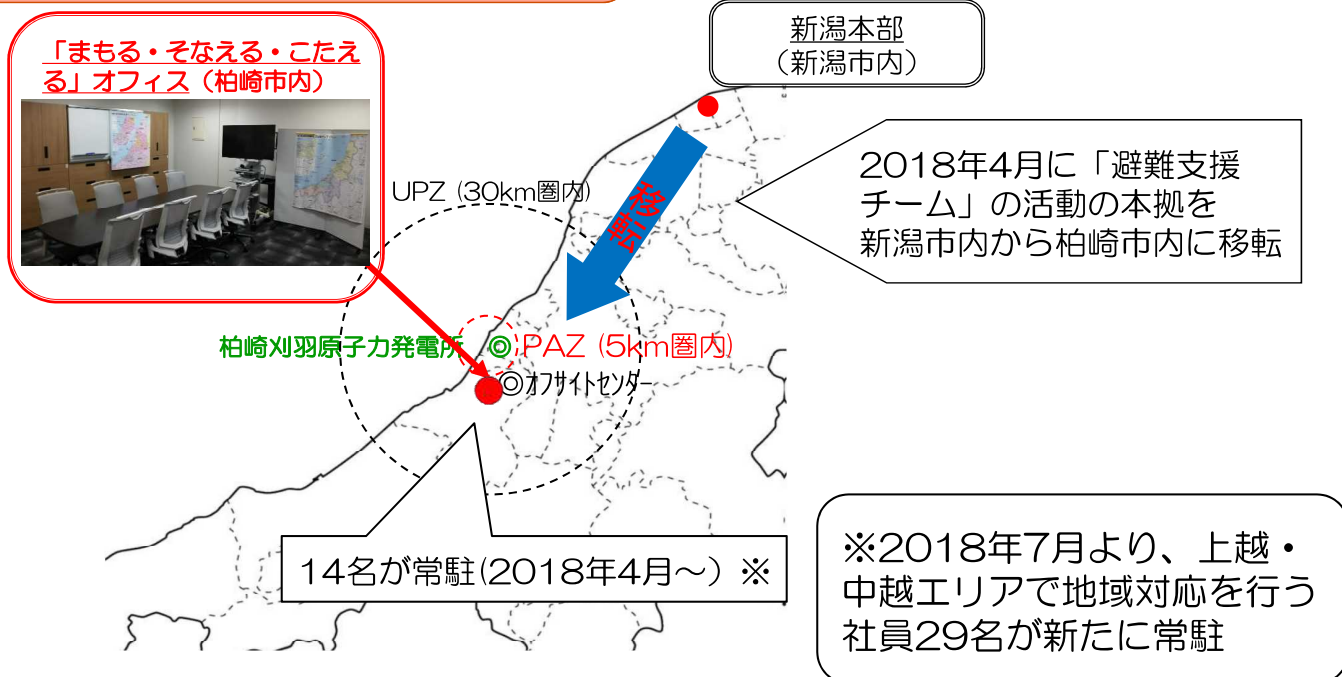 「まもる・そなえる・こたえ
る」オフィス（柏崎市内）
新潟本部
（新潟市内）
2018年4月に「避難支援
チーム」の活動の本拠を
新潟市内から柏崎市内に移転
移転
UPZ（30km圏内）
柏崎刈羽原子力発電所 ◎ PAZ（5km圏内）
◎オフサイトセンター
14名が常駐(2018年4月～）※
※2018年7月より、上越・
中越エリアで地域対応を行う
社員29名が新たに常駐